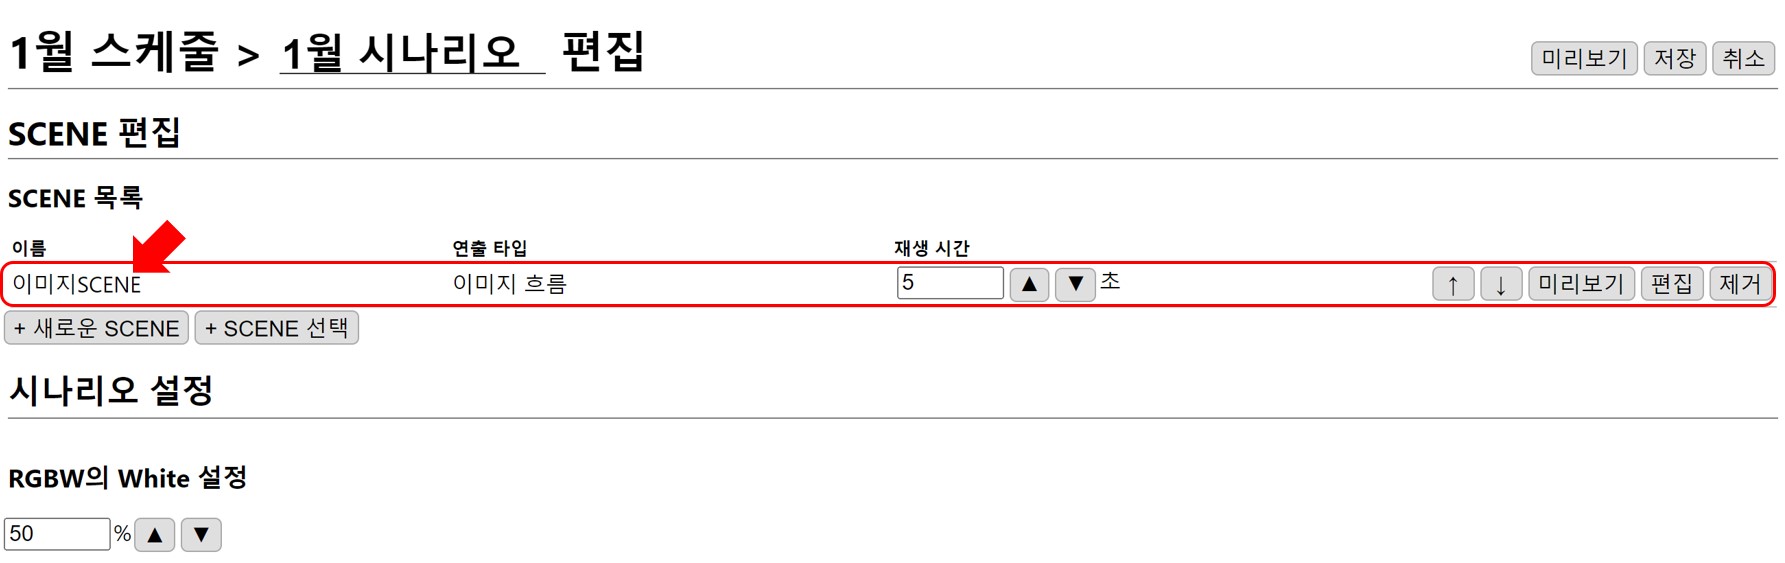 1월 스케줄 > 1월 시나리오 편집
미리보기 저장 취소
SCENE 편집
SCENE 목록
이름 연출 타입 재생 시간
이미지SCENE 이미지 흐름 5 ▲ ▼ 초 ↑ ↓ 미리보기 편집 제거
+ 새로운 SCENE + SCENE 선택
시나리오 설정
RGBW의 White 설정
50 % ▲ ▼